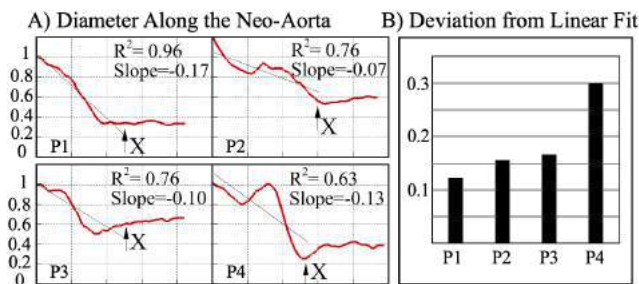 A) Diameter Along the Neo-Aorta
B) Deviation from Linear Fit
1
0.8
0.6
0.4
0.2
0
R²= 0.96
Slope=-0.17
X
P1
R²= 0.76
Slope=-0.07
X
P2
1
0.8
0.6
0.4
0.2
0
R²= 0.76
Slope=-0.10
X
P3
R²= 0.63
Slope=-0.13
X
P4
0.3
0.2
0.1
P1 P2 P3 P4